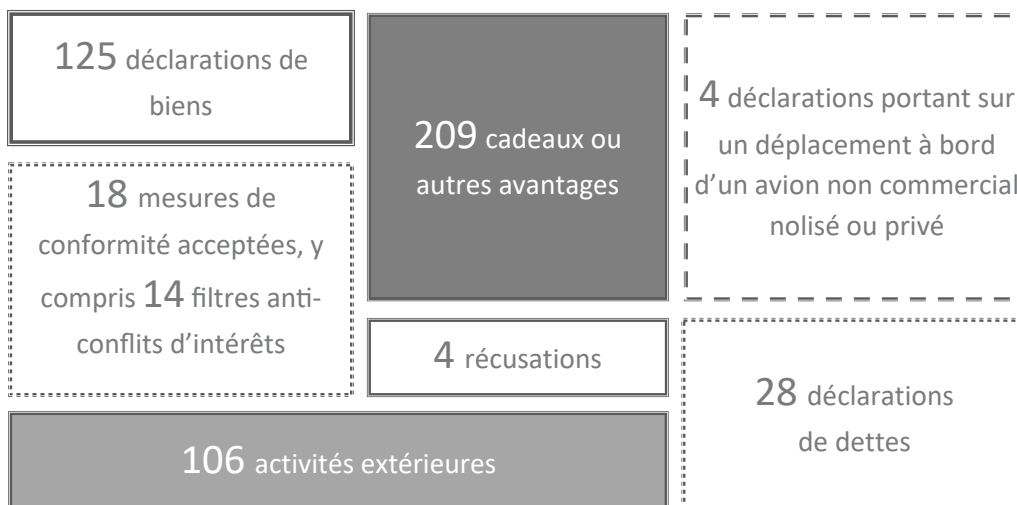 125 déclarations de
biens
209 cadeaux ou
autres avantages
4 déclarations portant sur
un déplacement à bord
d’un avion non commercial
nolisé ou privé
18 mesures de
conformité acceptées, y
compris 14 filtres anti-
conflits d’intérêts
4 récusations
28 déclarations
de dettes
106 activités extérieures